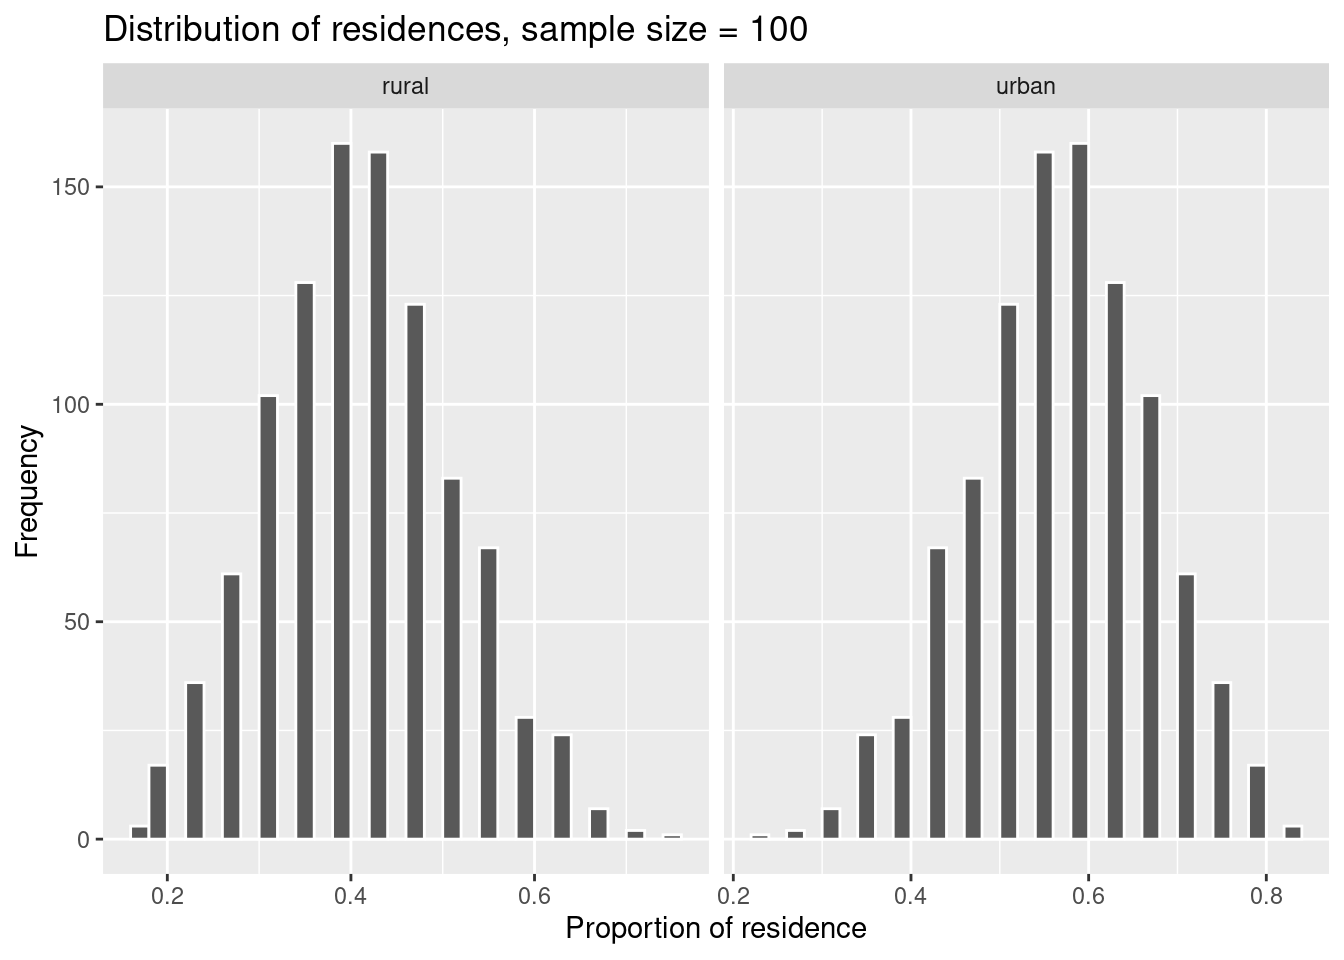 Distribution of residences, sample size = 100
rural
urban
150
100
50
0
0.2
0.4
0.6
0.2
0.4
0.6
0.8
Frequency
Proportion of residence